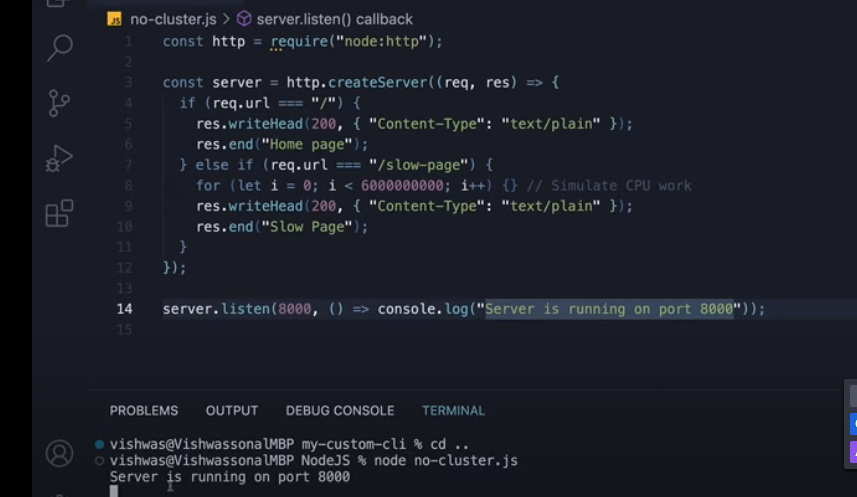 JS no-cluster.js > server.listen() callback
1 const http = require("node:http");
2
3 const server = http.createServer((req, res) => {
4 if (req.url === "/") {
5 res.writeHead(200, { "Content-Type": "text/plain" });
6 res.end("Home page");
7 } else if (req.url === "/slow-page") {
8 for (let i = 0; i < 6000000000; i++) {} // Simulate CPU work
9 res.writeHead(200, { "Content-Type": "text/plain" });
10 res.end("Slow Page");
11 }
12 });
13
14 server.listen(8000, () => console.log("Server is running on port 8000"));
15
PROBLEMS OUTPUT DEBUG CONSOLE TERMINAL
vishwas@VishwassonalMBP my-custom-cli % cd ..
vishwas@VishwassonalMBP NodeJS % node no-cluster.js
Server is running on port 8000